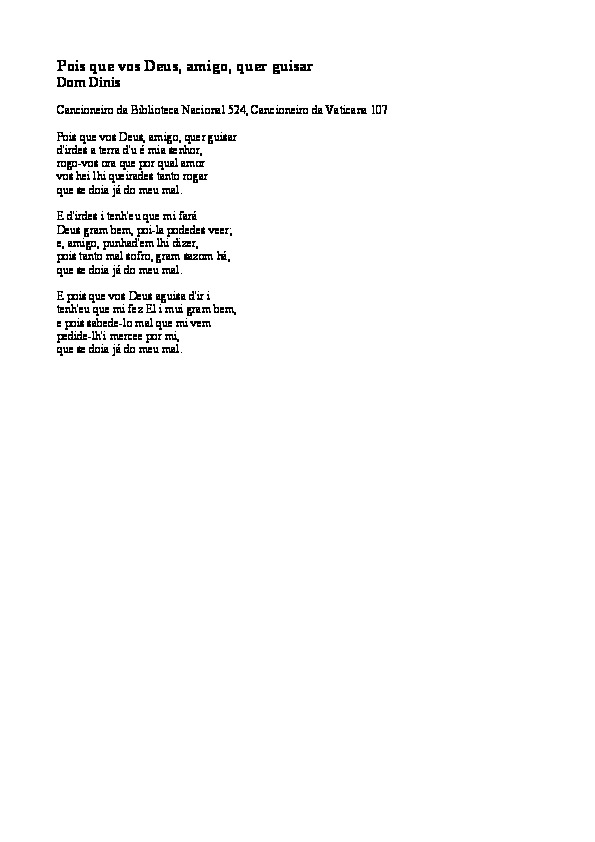 Pois que vos Deus, amigo, quer guisar
Dom Dinis
Cancioneiro da Biblioteca Nacional 524, Cancioneiro da Vaticana 107
Pois que vos Deus, amigo, quer guisar
d'irdes a terra d'u é mia senhor,
rogo-vos ora que por qual amor
vos hei lhi queirades tanto rogar
que se doia já do meu mal.
E d'irdes i tenh'eu que mi fará
Deus gram bem, poi-la podedes veer;
e, amigo, punhad'em lhi dizer,
pois tanto mal sofro, gram sazom há,
que se doia já do meu mal.
E pois que vos Deus aguisa d'ir i
tenh'eu que mi fez El i mui gram bem,
e pois sabede-lo mal que mi vem
pedide-lh'i mercee por mi,
que se doia já do meu mal.